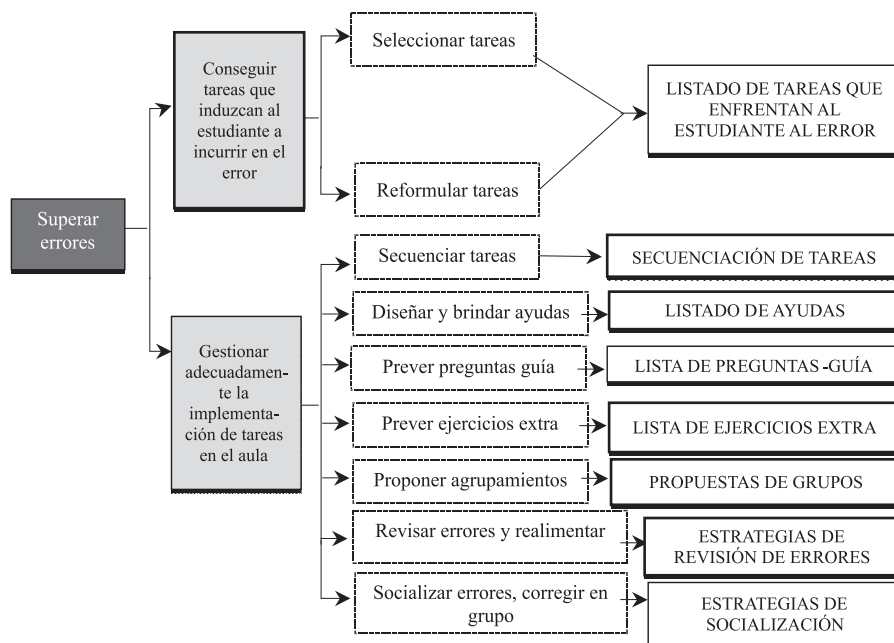 Superar
errores
Conseguir
tareas que
induzcan al
estudiante a
incurrir en el
error
Seleccionar tareas
Reformular tareas
LISTADO DE TAREAS QUE
ENFRENTAN AL
ESTUDIANTE AL ERROR
Gestionar
adecuadamen-
te la
implementa-
ción de tareas
en el aula
Secuenciar tareas
SECUENCIACIÓN DE TAREAS
Diseñar y brindar ayudas
LISTADO DE AYUDAS
Prever preguntas guía
LISTA DE PREGUNTAS -GUÍA
Prever ejercicios extra
LISTA DE EJERCICIOS EXTRA
Proponer agrupamientos
PROPUESTAS DE GRUPOS
Revisar errores y realimentar
ESTRATEGIAS DE
REVISIÓN DE ERRORES
Socializar errores, corregir en
grupo
ESTRATEGIAS DE
SOCIALIZACIÓN